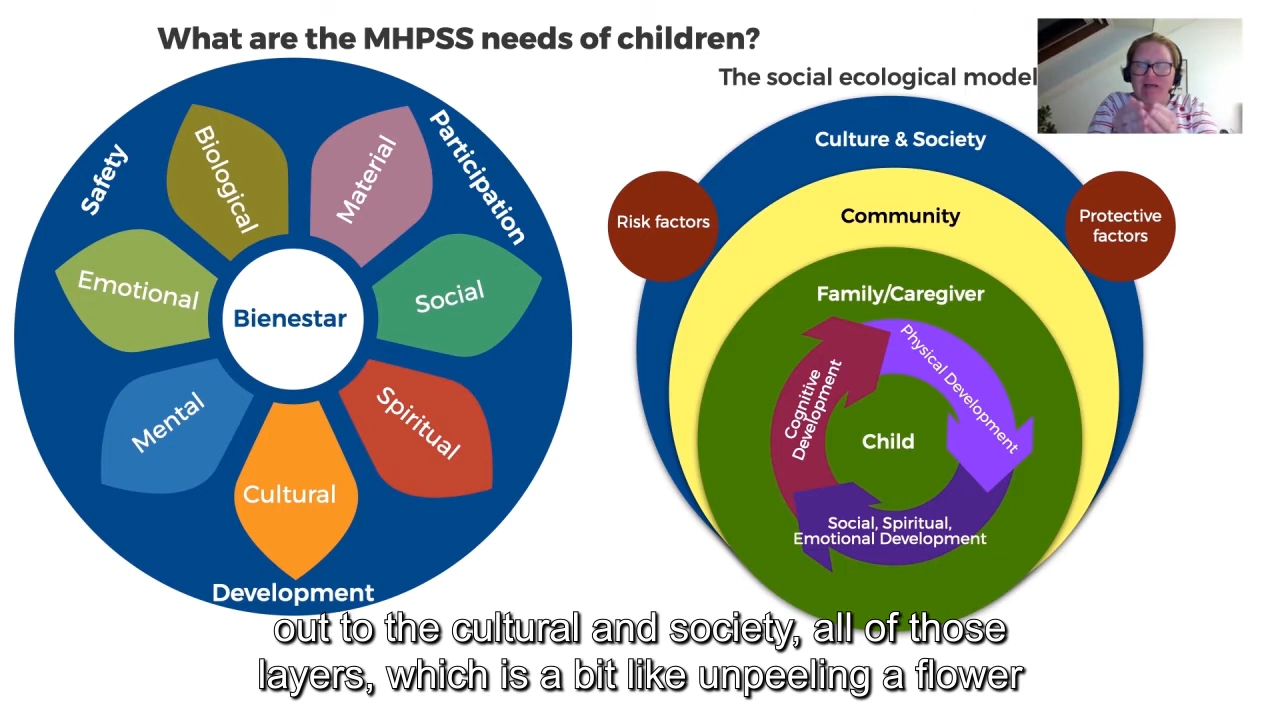 What are the MHPSS needs of children?
The social ecological model
Safety
Biological
Material
Participation
Emotional
Social
Bienestar
Mental
Spiritual
Cultural
Development
Culture & Society
Risk factors
Community
Protective
factors
Family/Caregiver
Cognitive
Development
Physical Development
Child
Social, Spiritual,
Emotional Development
out to the cultural and society, all of those
layers, which is a bit like unpeeling a flower